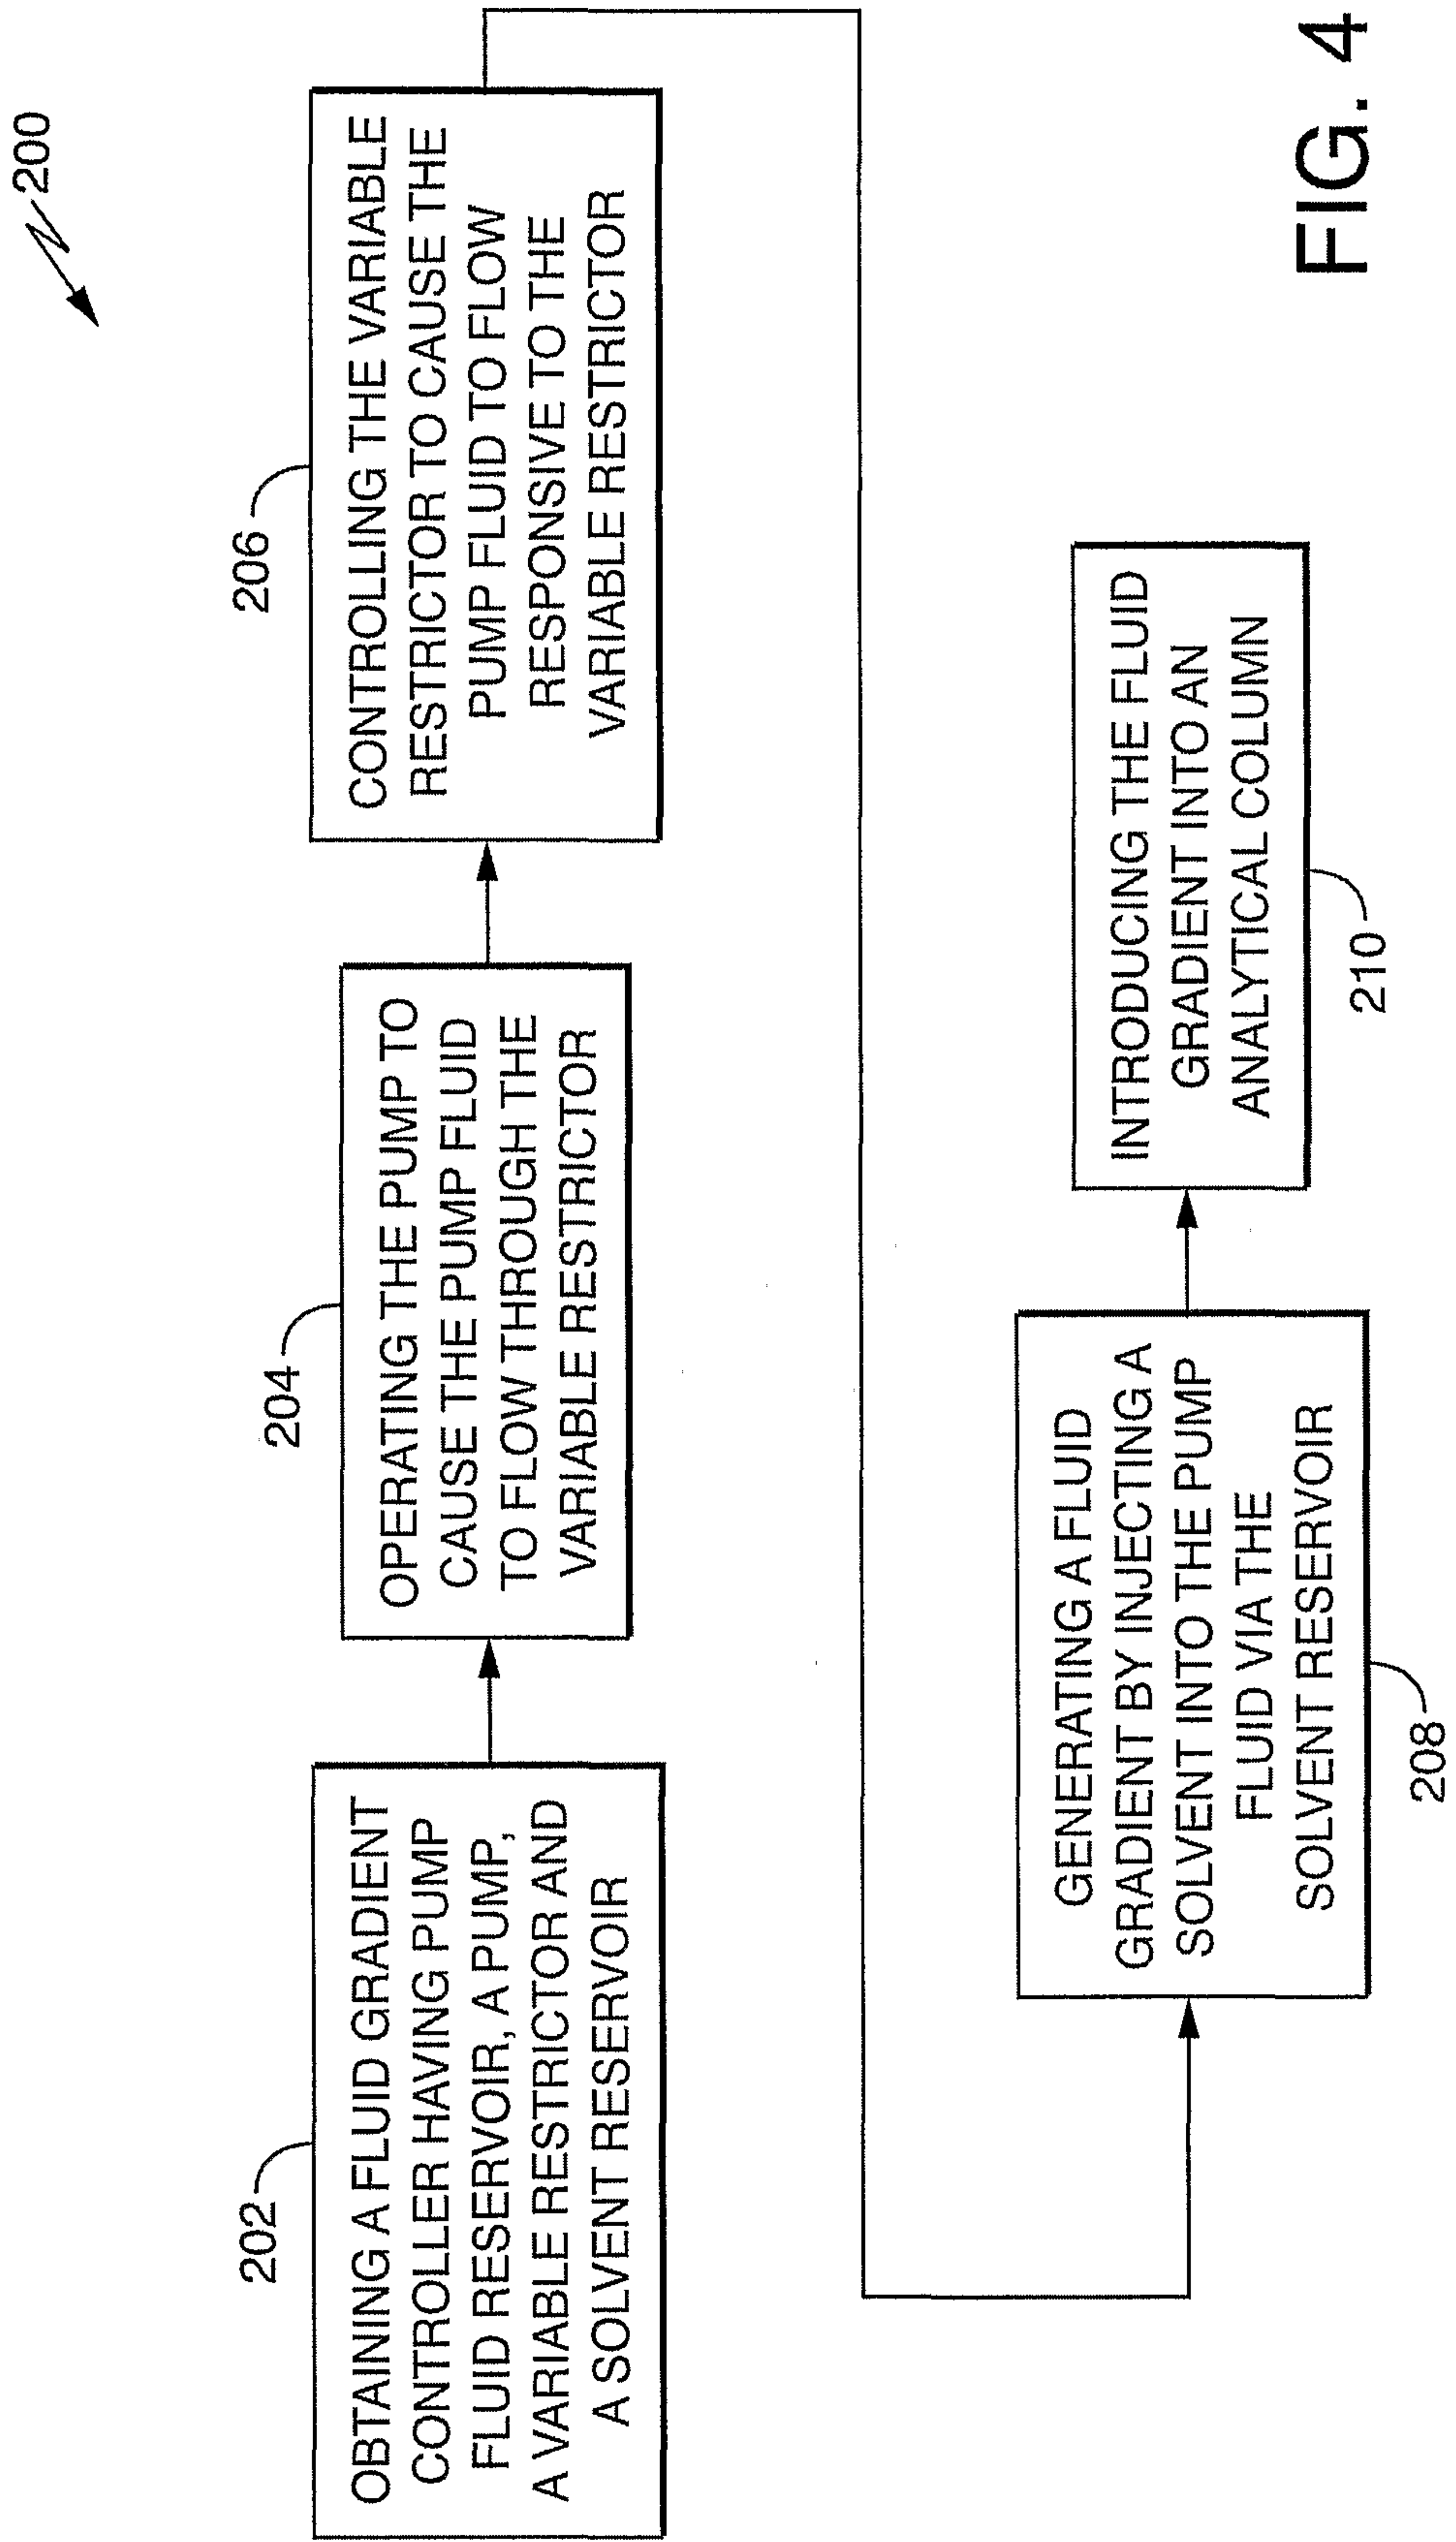 200
202
OBTAINING A FLUID GRADIENT
CONTROLLER HAVING PUMP
FLUID RESERVOIR, A PUMP,
A VARIABLE RESTRICTOR AND
A SOLVENT RESERVOIR
204
OPERATING THE PUMP TO
CAUSE THE PUMP FLUID
TO FLOW THROUGH THE
VARIABLE RESTRICTOR
206
CONTROLLING THE VARIABLE
RESTRICTOR TO CAUSE THE
PUMP FLUID TO FLOW
RESPONSIVE TO THE
VARIABLE RESTRICTOR
GENERATING A FLUID
GRADIENT BY INJECTING A
SOLVENT INTO THE PUMP
FLUID VIA THE
SOLVENT RESERVOIR
208
INTRODUCING THE FLUID
GRADIENT INTO AN
ANALYTICAL COLUMN
210
FIG. 4